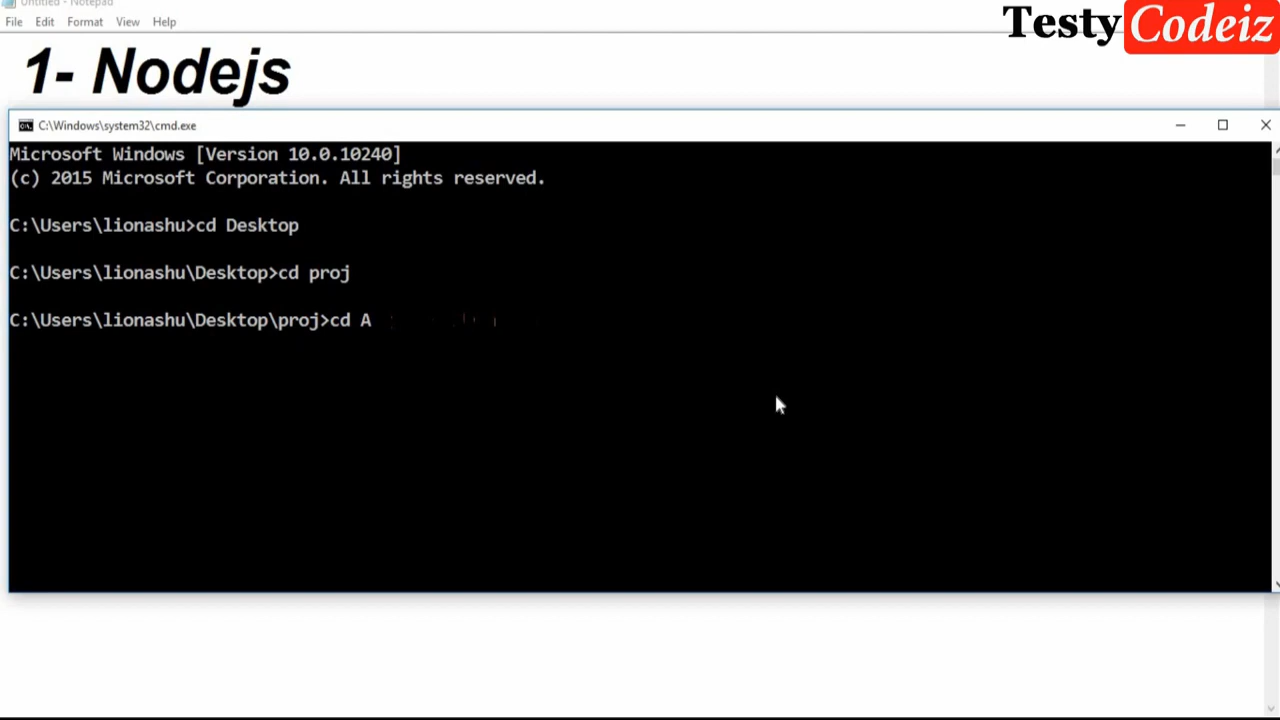 Untitled - Notepad
File Edit Format View Help
Testy Codeiz
1- Nodejs
C:\Windows\system32\cmd.exe
Microsoft Windows [Version 10.0.10240]
(c) 2015 Microsoft Corporation. All rights reserved.
C:\Users\lionashu>cd Desktop
C:\Users\lionashu\Desktop>cd proj
C:\Users\lionashu\Desktop\proj>cd A